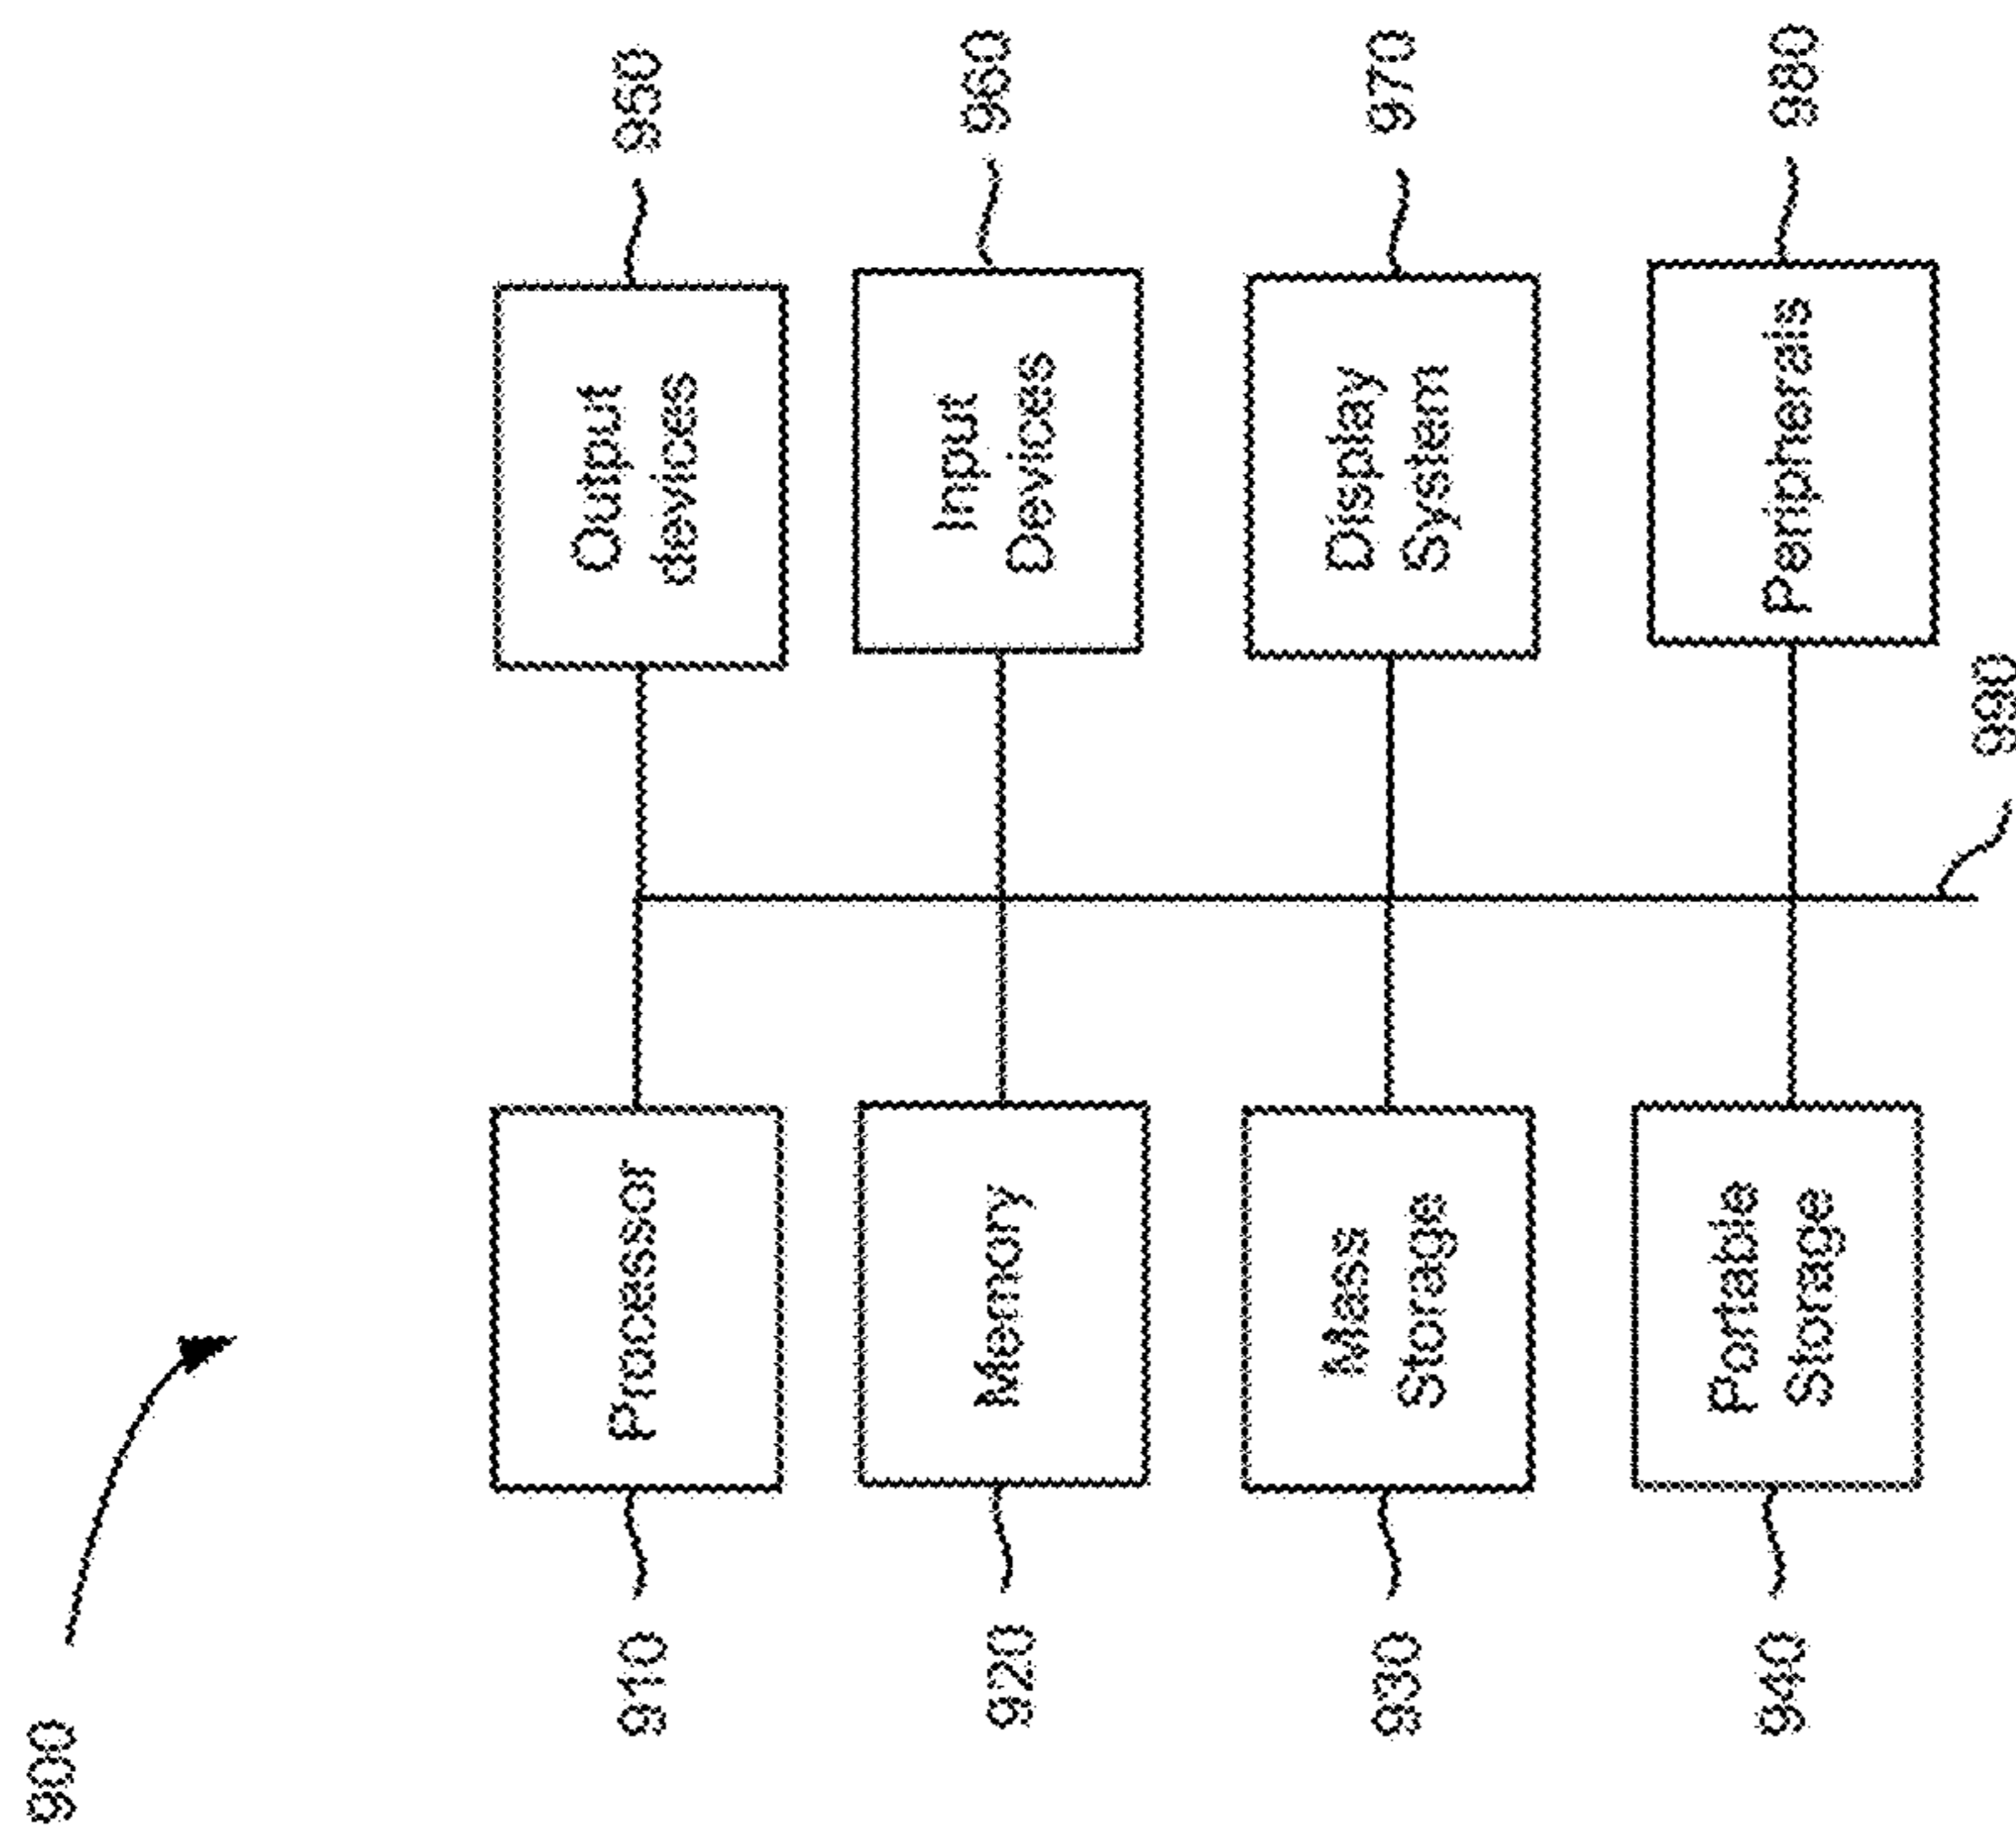 900
910
Processor
Output
devices
950
920
Memory
Input
Devices
960
930
Mass
Storage
Display
System
970
940
Portable
Storage
Peripherals
980
990